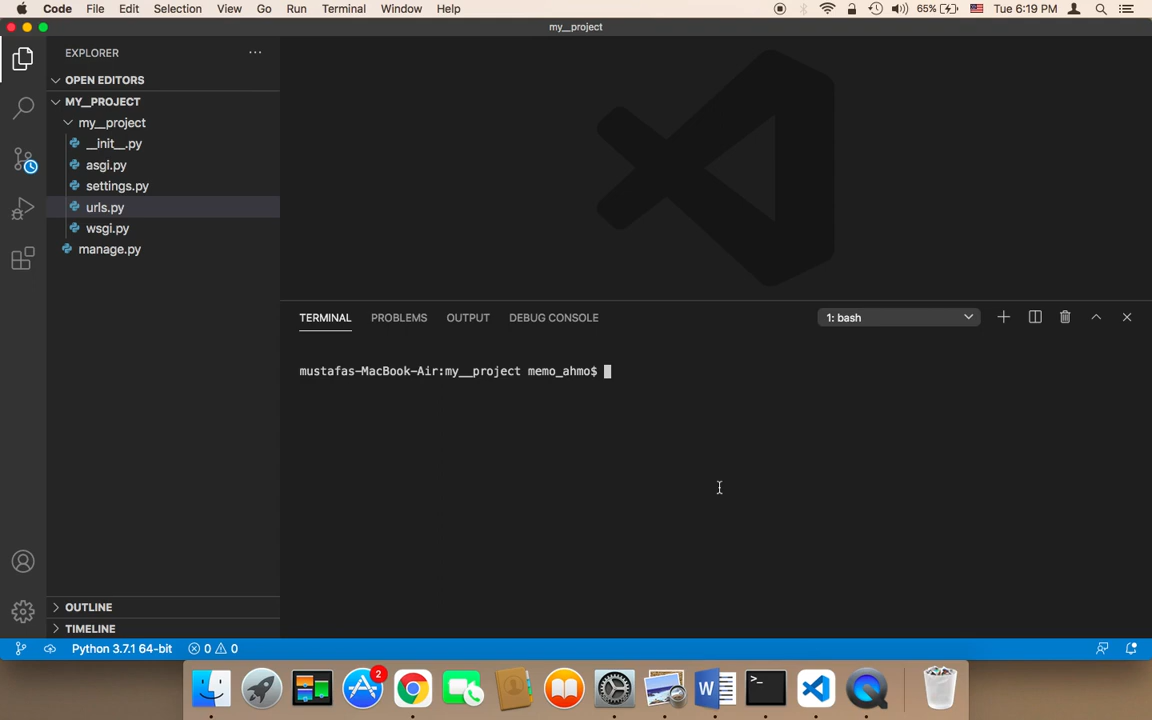 Code File Edit Selection View Go Run Terminal Window Help 65% Tue 6:19 PM
my__project
EXPLORER
OPEN EDITORS
MY__PROJECT
my__project
__init__.py
asgi.py
settings.py
urls.py
wsgi.py
manage.py
TERMINAL PROBLEMS OUTPUT DEBUG CONSOLE 1: bash
mustafas-MacBook-Air:my__project memo_ahmo$
OUTLINE
TIMELINE
Python 3.7.1 64-bit 0 0
2